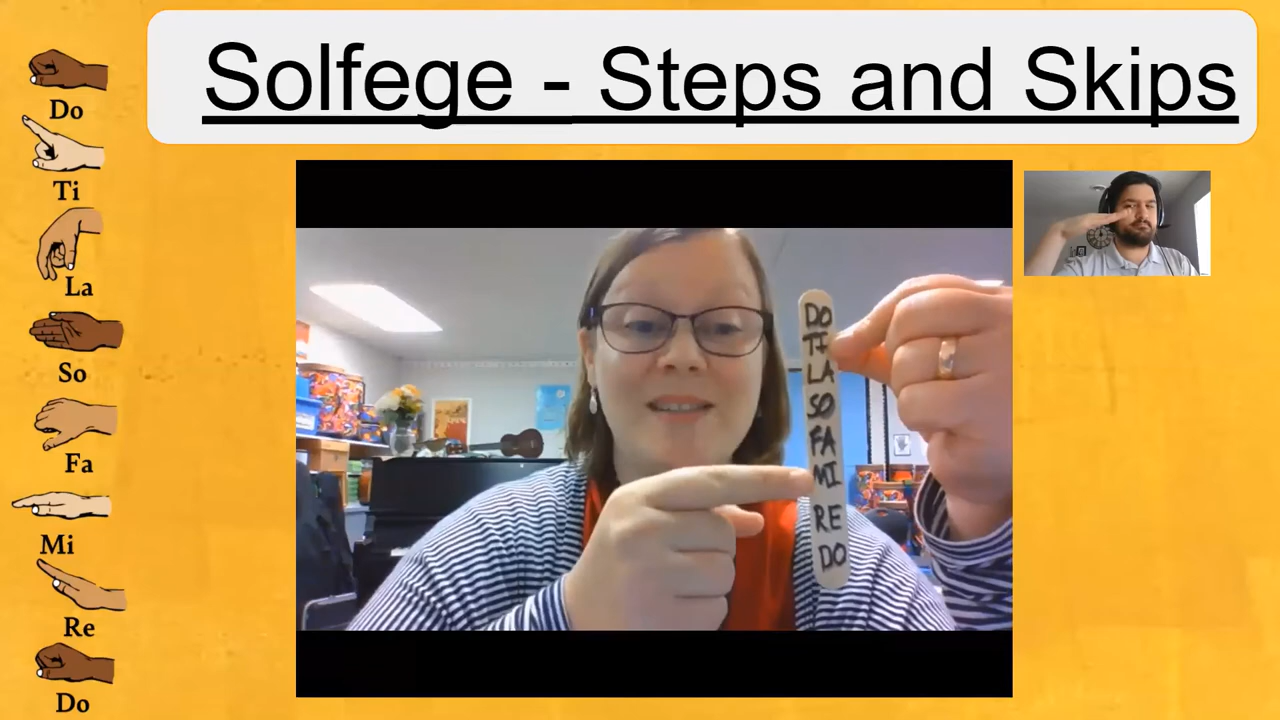 Solfege - Steps and Skips
Do
Ti
La
So
Fa
Mi
Re
Do
DO
TI
LA
SO
FA
MI
RE
DO